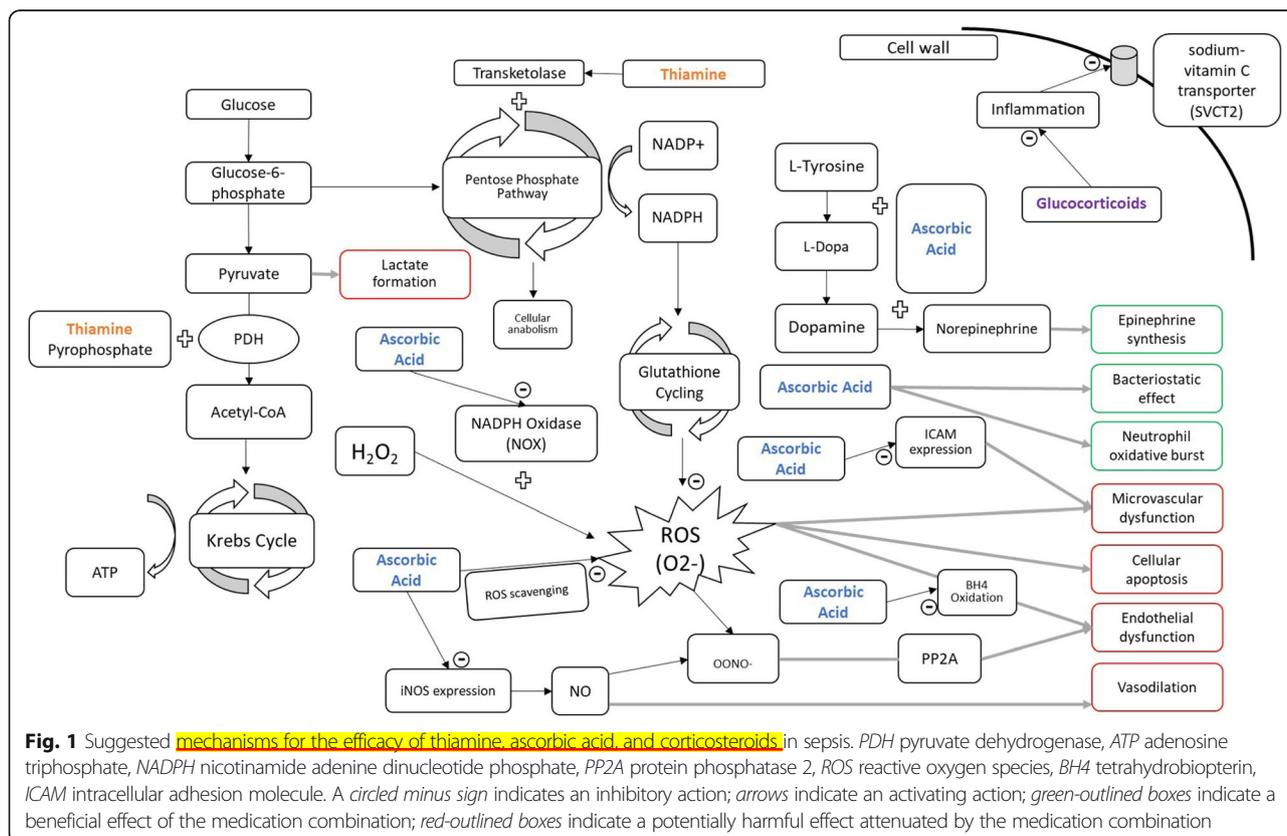 Cell wall
sodium-
vitamin C
transporter
(SVCT2)
Transketolase
Thiamine
Inflammation
Glucose
NADP+
L-Tyrosine
Glucose-6-
phosphate
Pentose Phosphate
Pathway
NADPH
Ascorbic
Acid
Glucocorticoids
L-Dopa
Pyruvate
Lactate
formation
Cellular
anabolism
Dopamine
Norepinephrine
Epinephrine
synthesis
Thiamine
Pyrophosphate
PDH
Ascorbic
Acid
Glutathione
Cycling
Ascorbic Acid
Bacteriostatic
effect
Acetyl-CoA
NADPH Oxidase
(NOX)
ICAM
expression
Neutrophil
oxidative burst
H2O2
Ascorbic
Acid
Microvascular
dysfunction
Krebs Cycle
ROS
(O2-)
ATP
Ascorbic
Acid
ROS scavenging
Cellular
apoptosis
Ascorbic
Acid
BH4
Oxidation
Endothelial
dysfunction
OONO-
PP2A
iNOS expression
NO
Vasodilation
Fig. 1 Suggested mechanisms for the efficacy of thiamine, ascorbic acid, and corticosteroids in sepsis. PDH pyruvate dehydrogenase, ATP adenosine
triphosphate, NADPH nicotinamide adenine dinucleotide phosphate, PP2A protein phosphatase 2, ROS reactive oxygen species, BH4 tetrahydrobiopterin,
ICAM intracellular adhesion molecule. A circled minus sign indicates an inhibitory action; arrows indicate an activating action; green-outlined boxes indicate a
beneficial effect of the medication combination; red-outlined boxes indicate a potentially harmful effect attenuated by the medication combination